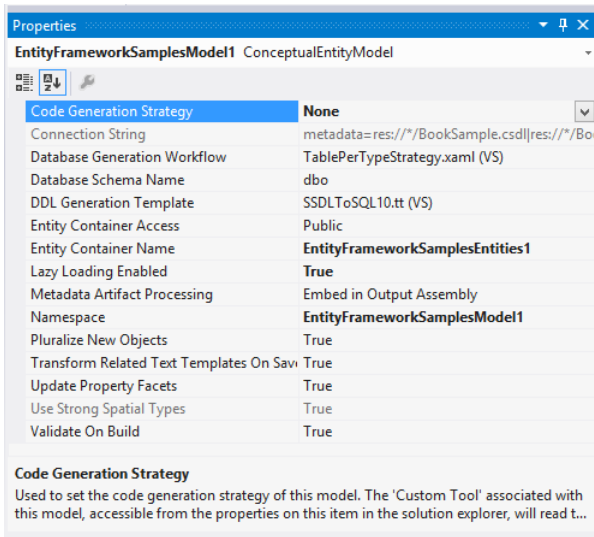 Properties
EntityFrameworkSamplesModel1 ConceptualEntityModel
Code Generation Strategy None
Connection String metadata=res://*/BookSample.csdl|res://*/Bo
Database Generation Workflow TablePerTypeStrategy.xaml (VS)
Database Schema Name dbo
DDL Generation Template SSDLToSQL10.tt (VS)
Entity Container Access Public
Entity Container Name EntityFrameworkSamplesEntities1
Lazy Loading Enabled True
Metadata Artifact Processing Embed in Output Assembly
Namespace EntityFrameworkSamplesModel1
Pluralize New Objects True
Transform Related Text Templates On Sav True
Update Property Facets True
Use Strong Spatial Types True
Validate On Build True
Code Generation Strategy
Used to set the code generation strategy of this model. The 'Custom Tool' associated with
this model, accessible from the properties on this item in the solution explorer, will read t...